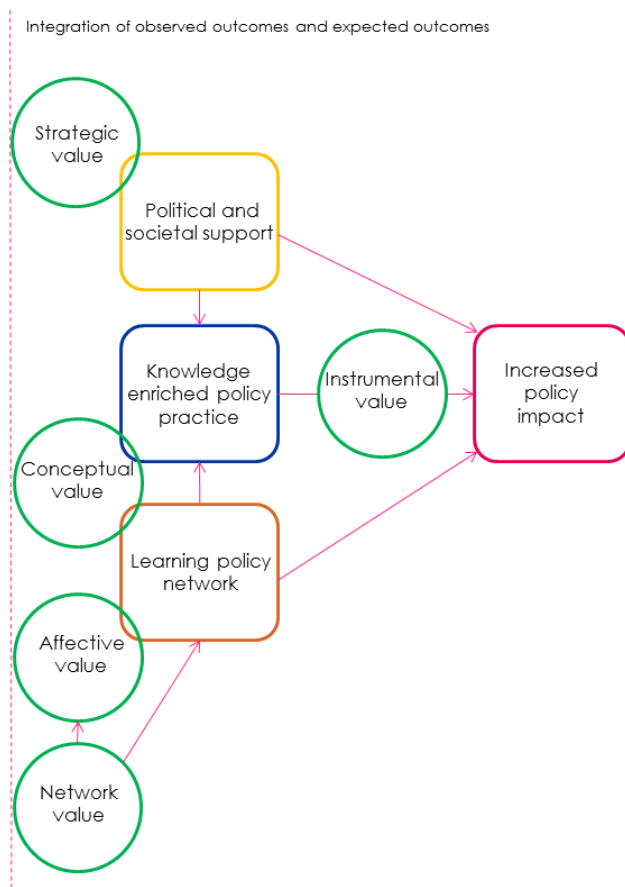 Integration of observed outcomes and expected outcomes
Strategic
value
Political and
societal support
Knowledge
enriched policy
practice
Instrumental
value
Increased
policy
impact
Conceptual
value
Learning policy
network
Affective
value
Network
value